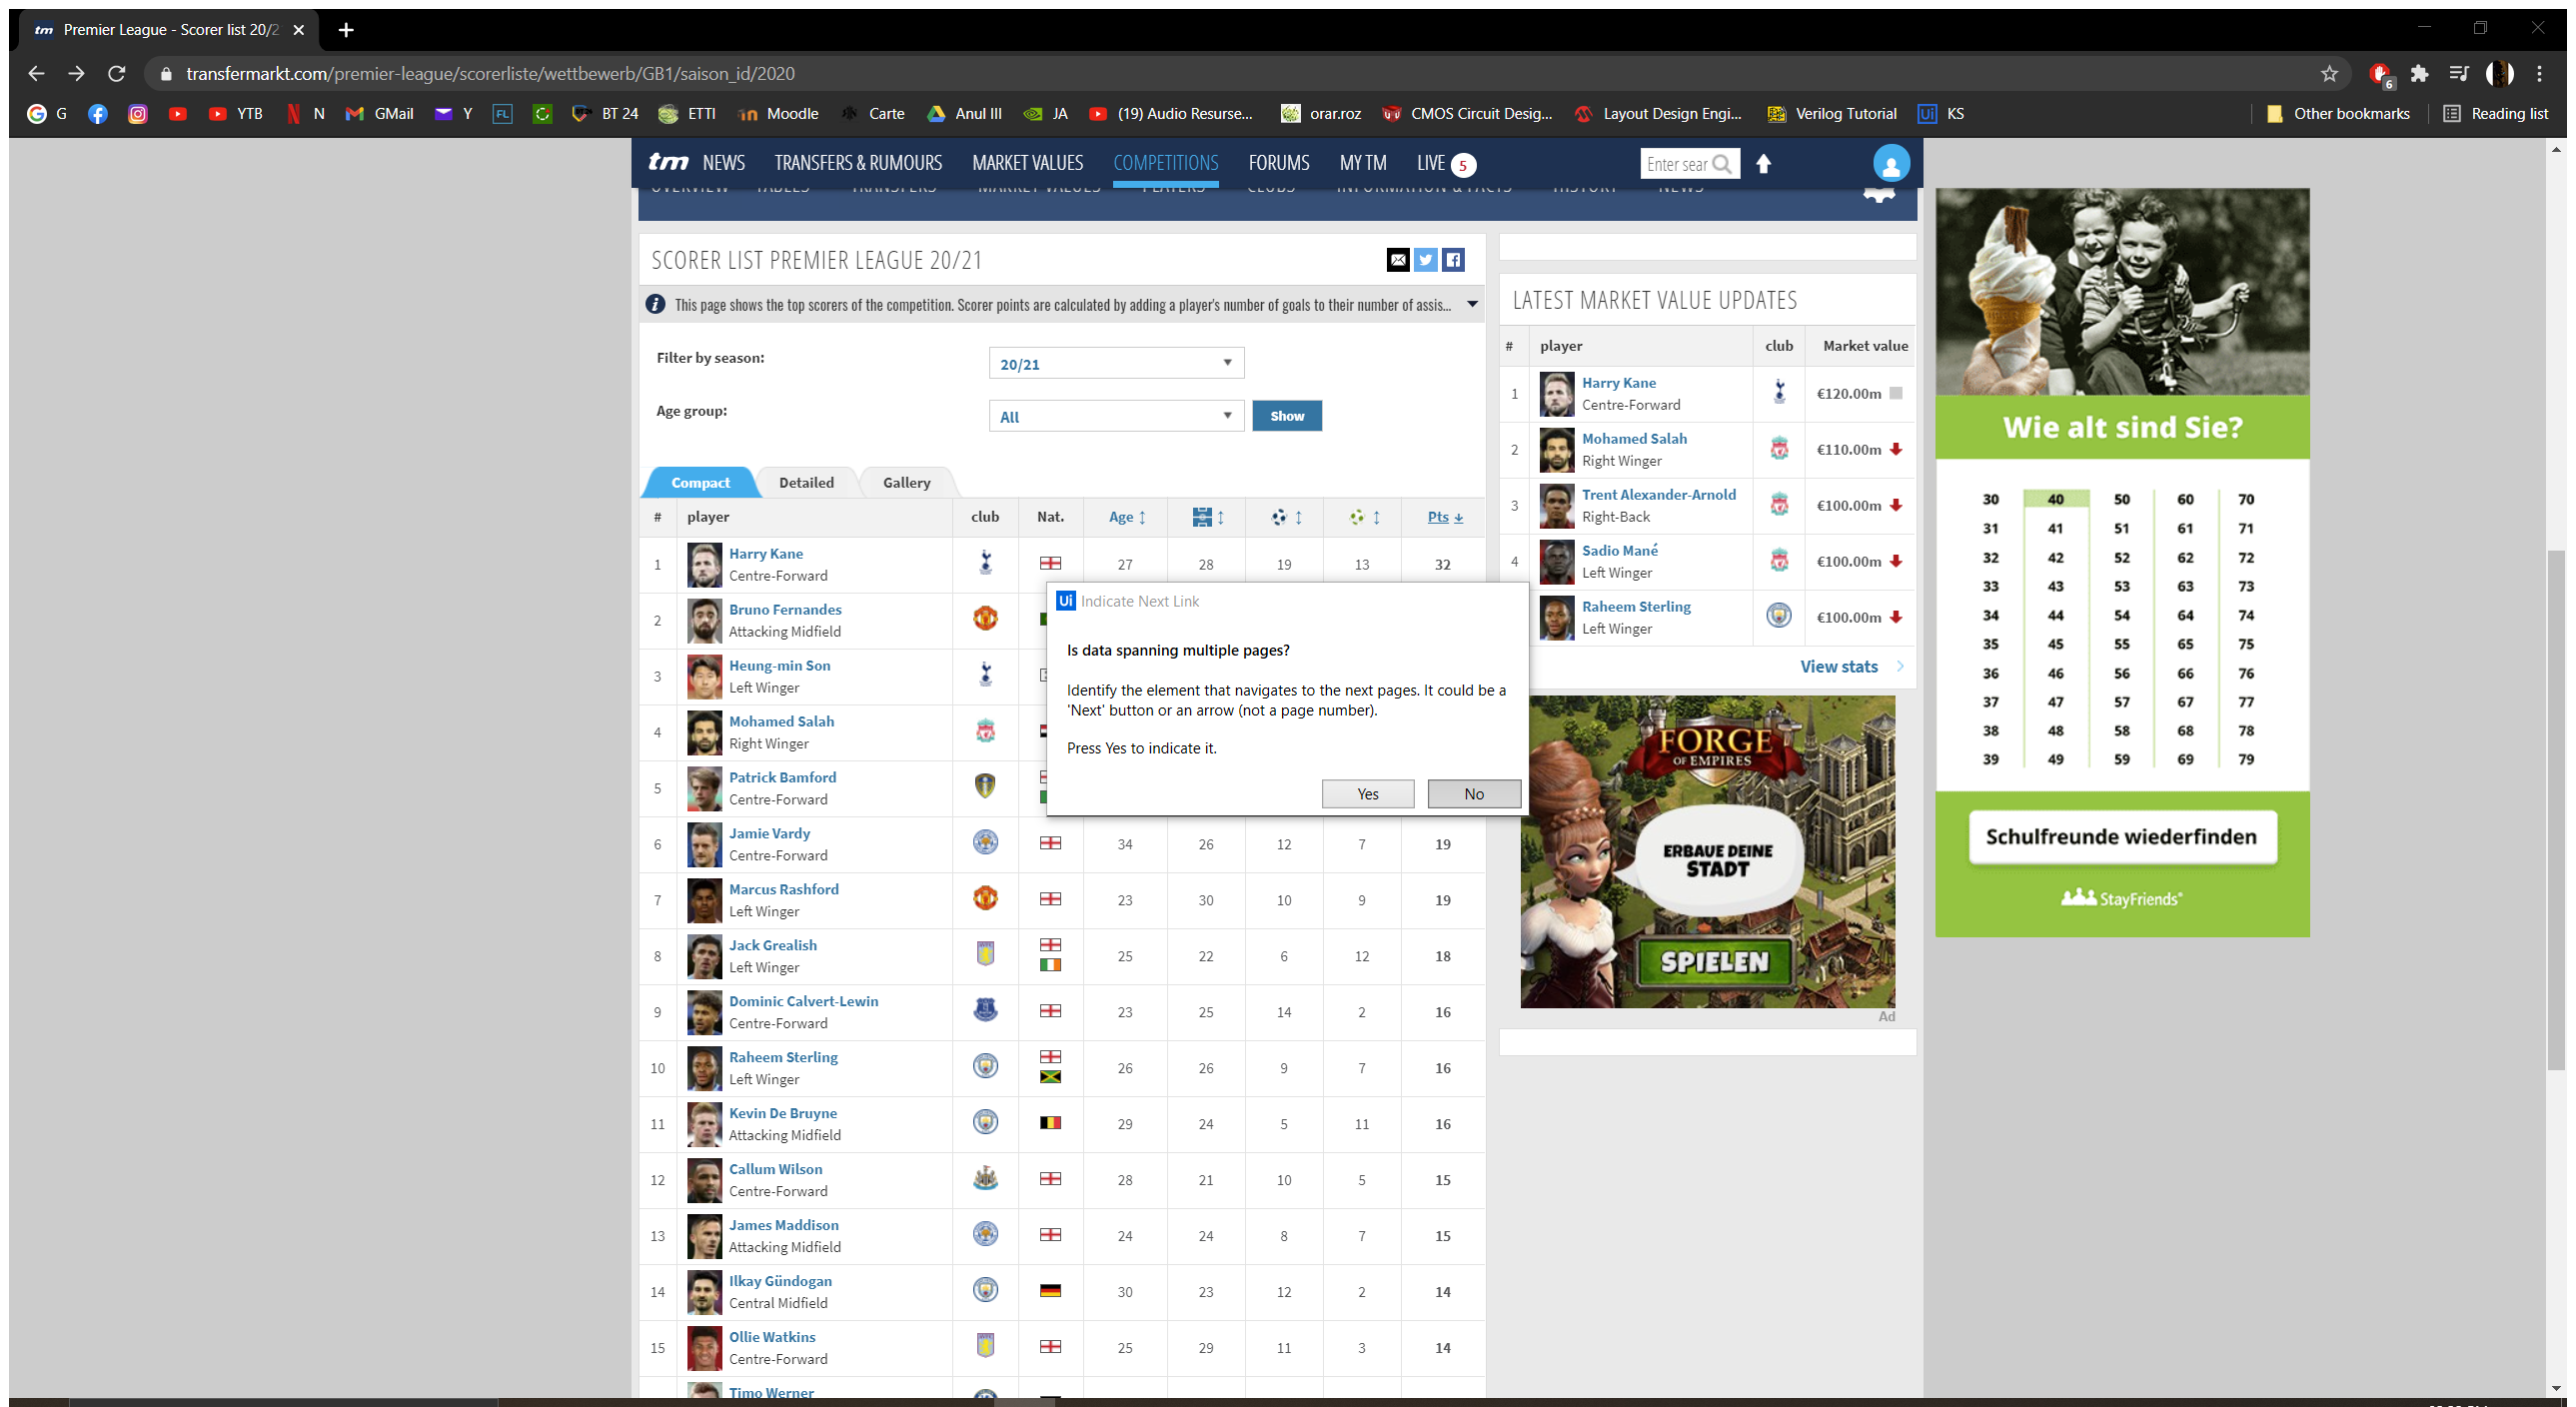 tm Premier League - Scorer list 20/2
transfermarkt.com/premier-league/scorerliste/wettbewerb/GB1/saison_id/2020
6
G
YTB
N
GMail
Y
FL
BT 24
ETTI
Moodle
Carte
Anul III
JA
(19) Audio Resurse...
orar.roz
CMOS Circuit Desig...
Layout Design Engi...
Verilog Tutorial
Ui KS
Other bookmarks
Reading list
tm NEWS TRANSFERS & RUMOURS MARKET VALUES COMPETITIONS FORUMS MY TM LIVE 5 Enter sear
OVERVIEW TABLES TRANSFERS MARKET VALUES PLAYERS CLUBS INFORMATION & FACTS HISTORY NEWS
SCORER LIST PREMIER LEAGUE 20/21
This page shows the top scorers of the competition. Scorer points are calculated by adding a player's number of goals to their number of assis...
Filter by season: 20/21
Age group: All Show
Compact Detailed Gallery
# player club Nat. Age Pts
1 Harry Kane 27 28 19 13 32
Centre-Forward
2 Bruno Fernandes
Attacking Midfield
3 Heung-min Son
Left Winger
4 Mohamed Salah
Right Winger
5 Patrick Bamford
Centre-Forward
6 Jamie Vardy 34 26 12 7 19
Centre-Forward
7 Marcus Rashford 23 30 10 9 19
Left Winger
8 Jack Grealish 25 22 6 12 18
Left Winger
9 Dominic Calvert-Lewin 23 25 14 2 16
Centre-Forward
10 Raheem Sterling 26 26 9 7 16
Left Winger
11 Kevin De Bruyne 29 24 5 11 16
Attacking Midfield
12 Callum Wilson 28 21 10 5 15
Centre-Forward
13 James Maddison 24 24 8 7 15
Attacking Midfield
14 Ilkay Gündogan 30 23 12 2 14
Central Midfield
15 Ollie Watkins 25 29 11 3 14
Centre-Forward
Timo Werner
Ui Indicate Next Link
Is data spanning multiple pages?
Identify the element that navigates to the next pages. It could be a
'Next' button or an arrow (not a page number).
Press Yes to indicate it.
Yes No
LATEST MARKET VALUE UPDATES
# player club Market value
1 Harry Kane €120.00m
Centre-Forward
2 Mohamed Salah €110.00m
Right Winger
3 Trent Alexander-Arnold €100.00m
Right-Back
4 Sadio Mané €100.00m
Left Winger
Raheem Sterling €100.00m
Left Winger
View stats
FORGE
OF EMPIRES
ERBAUE DEINE
STADT
SPIELEN
Ad
Wie alt sind Sie?
30 40 50 60 70
31 41 51 61 71
32 42 52 62 72
33 43 53 63 73
34 44 54 64 74
35 45 55 65 75
36 46 56 66 76
37 47 57 67 77
38 48 58 68 78
39 49 59 69 79
Schulfreunde wiederfinden
StayFriends